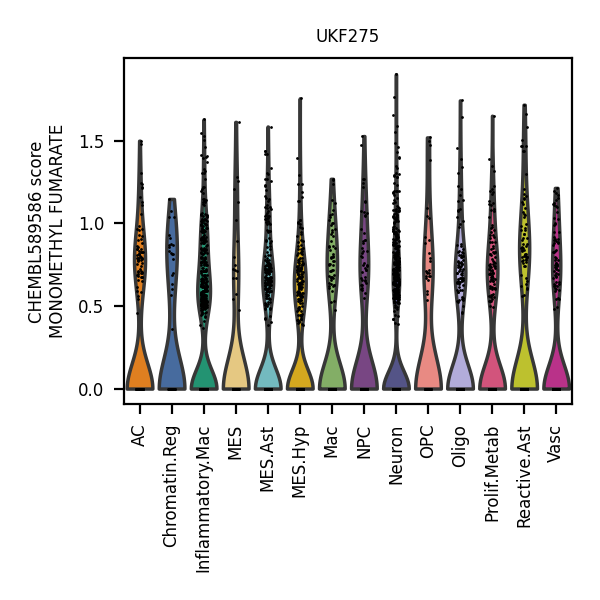 UKF275
CHEMBL589586 score
MONOMETHYL FUMARATE
1.5
1.0
0.5
0.0
AC
Chromatin.Reg
Inflammatory.Mac
MES
MES.Ast
MES.Hyp
Mac
NPC
Neuron
OPC
Oligo
Prolif.Metab
Reactive.Ast
Vasc